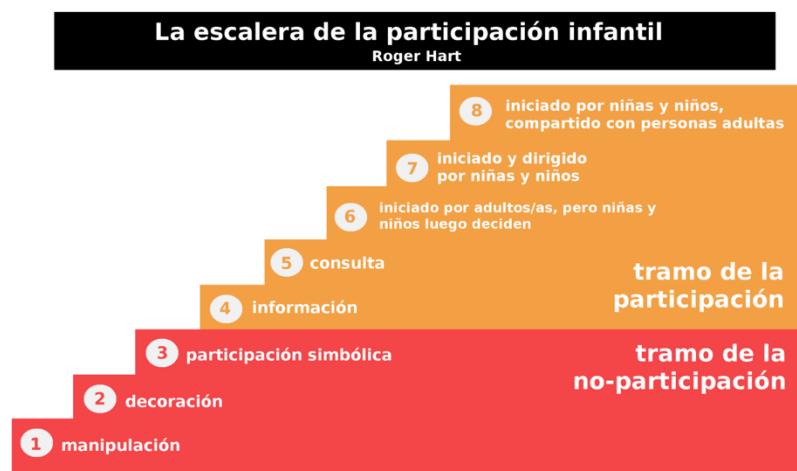 La escalera de la participación infantil
Roger Hart
8
iniciado por niñas y niños,
compartido con personas adultas
7
iniciado y dirigido
por niñas y niños
6
iniciado por adultos/as, pero niñas y
niños luego deciden
5 consulta
4 información
tramo de la
participación
3 participación simbólica
2 decoración
1 manipulación
tramo de la
no-participación